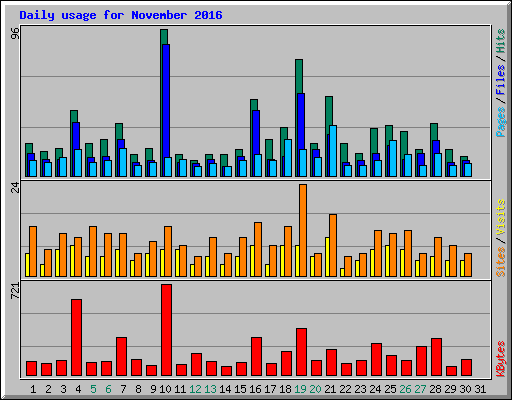 Daily usage for November 2016
96
Pages / Files / Hits
24
Sites / Visits
721
KBytes
1 2 3 4 5 6 7 8 9 10 11 12 13 14 15 16 17 18 19 20 21 22 23 24 25 26 27 28 29 30 31